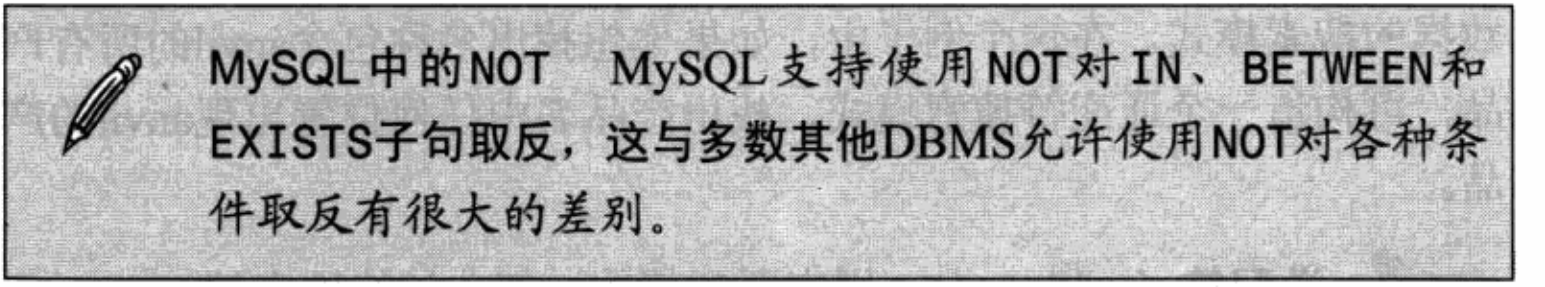 MySQL中的NOT　MySQL支持使用NOT对IN、BETWEEN和
EXISTS子句取反，这与多数其他DBMS允许使用NOT对各种条
件取反有很大的差别。